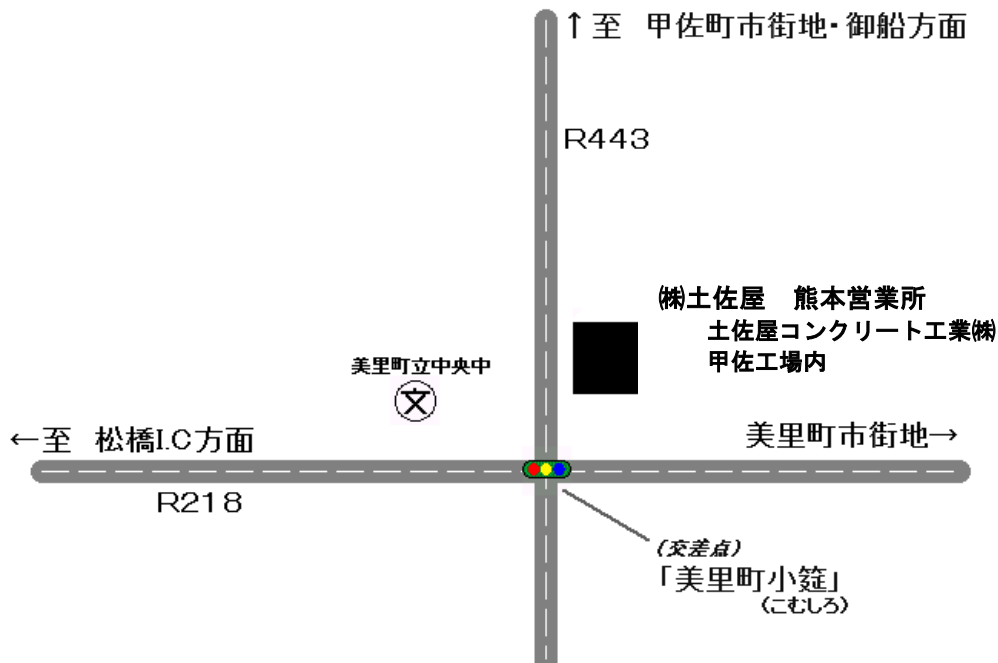 ↑至 甲佐町市街地・御船方面
R443
㈱土佐屋 熊本営業所
土佐屋コンクリート工業㈱
甲佐工場内
美里町立中央中
文
←至 松橋I.C方面
美里町市街地→
R218
(交差点)
「美里町小筵」
(こむしろ)